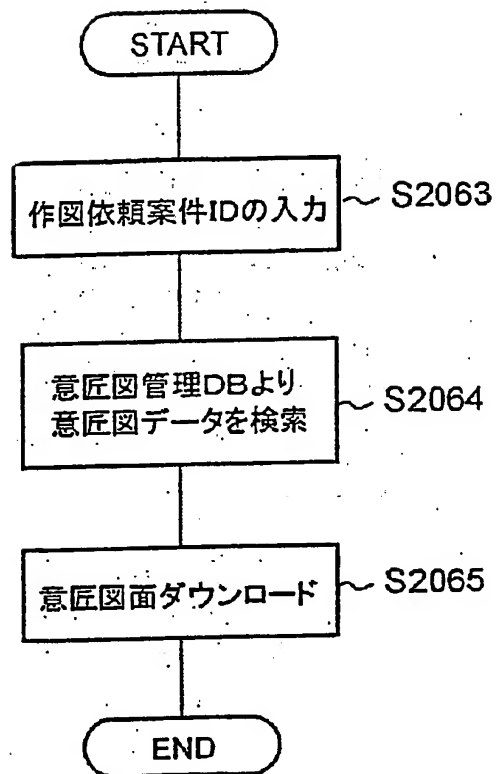 START
作図依頼案件IDの入力
S2063
意匠図管理DBより
意匠図データを検索
S2064
意匠図面ダウンロード
S2065
END